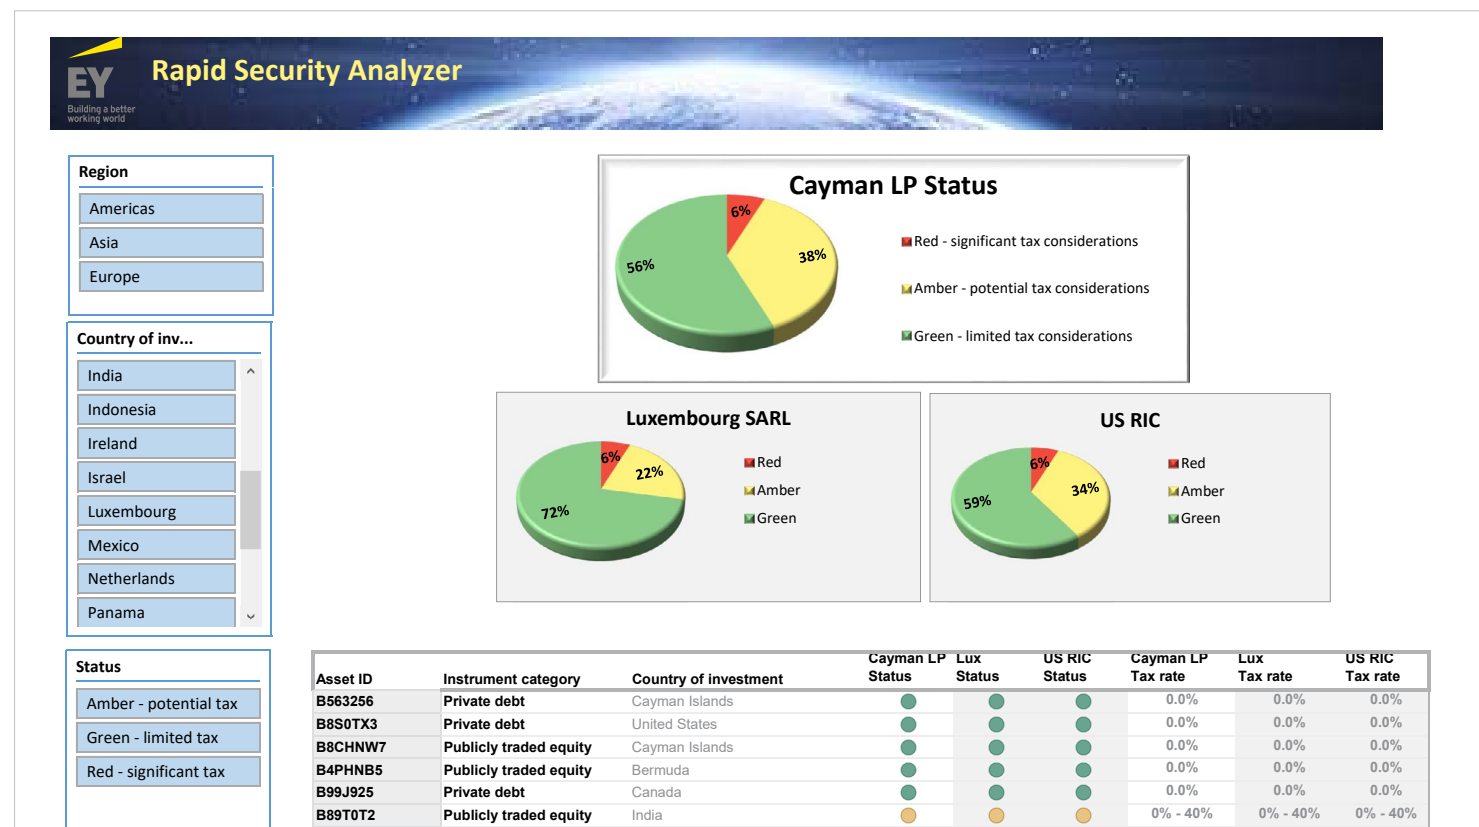 EY
Building a better
working world
Rapid Security Analyzer
Region
Americas
Asia
Europe
Country of inv...
India
Indonesia
Ireland
Israel
Luxembourg
Mexico
Netherlands
Panama
Status
Amber - potential tax
Green - limited tax
Red - significant tax
Cayman LP Status
6%
38%
56%
Red - significant tax considerations
Amber - potential tax considerations
Green - limited tax considerations
Luxembourg SARL
6%
22%
72%
Red
Amber
Green
US RIC
6%
34%
59%
Red
Amber
Green
Asset ID Instrument category Country of investment Cayman LP Status Lux Status US RIC Status Cayman LP Tax rate Lux Tax rate US RIC Tax rate
B563256 Private debt Cayman Islands 0.0% 0.0% 0.0%
B8S0TX3 Private debt United States 0.0% 0.0% 0.0%
B8CHNW7 Publicly traded equity Cayman Islands 0.0% 0.0% 0.0%
B4PHNB5 Publicly traded equity Bermuda 0.0% 0.0% 0.0%
B99J925 Private debt Canada 0.0% 0.0% 0.0%
B89T0T2 Publicly traded equity India 0% - 40% 0% - 40% 0% - 40%